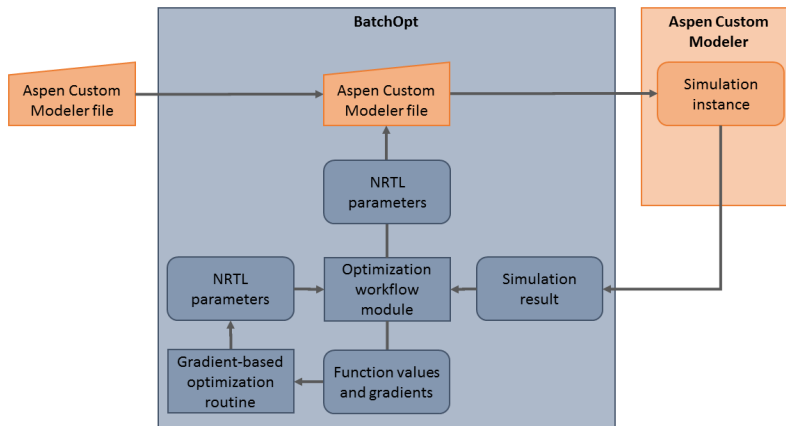 BatchOpt
Aspen Custom
Modeler
Aspen Custom
Modeler file
Aspen Custom
Modeler file
Simulation
instance
NRTL
parameters
NRTL
parameters
Optimization
workflow
module
Simulation
result
Gradient-based
optimization
routine
Function values
and gradients